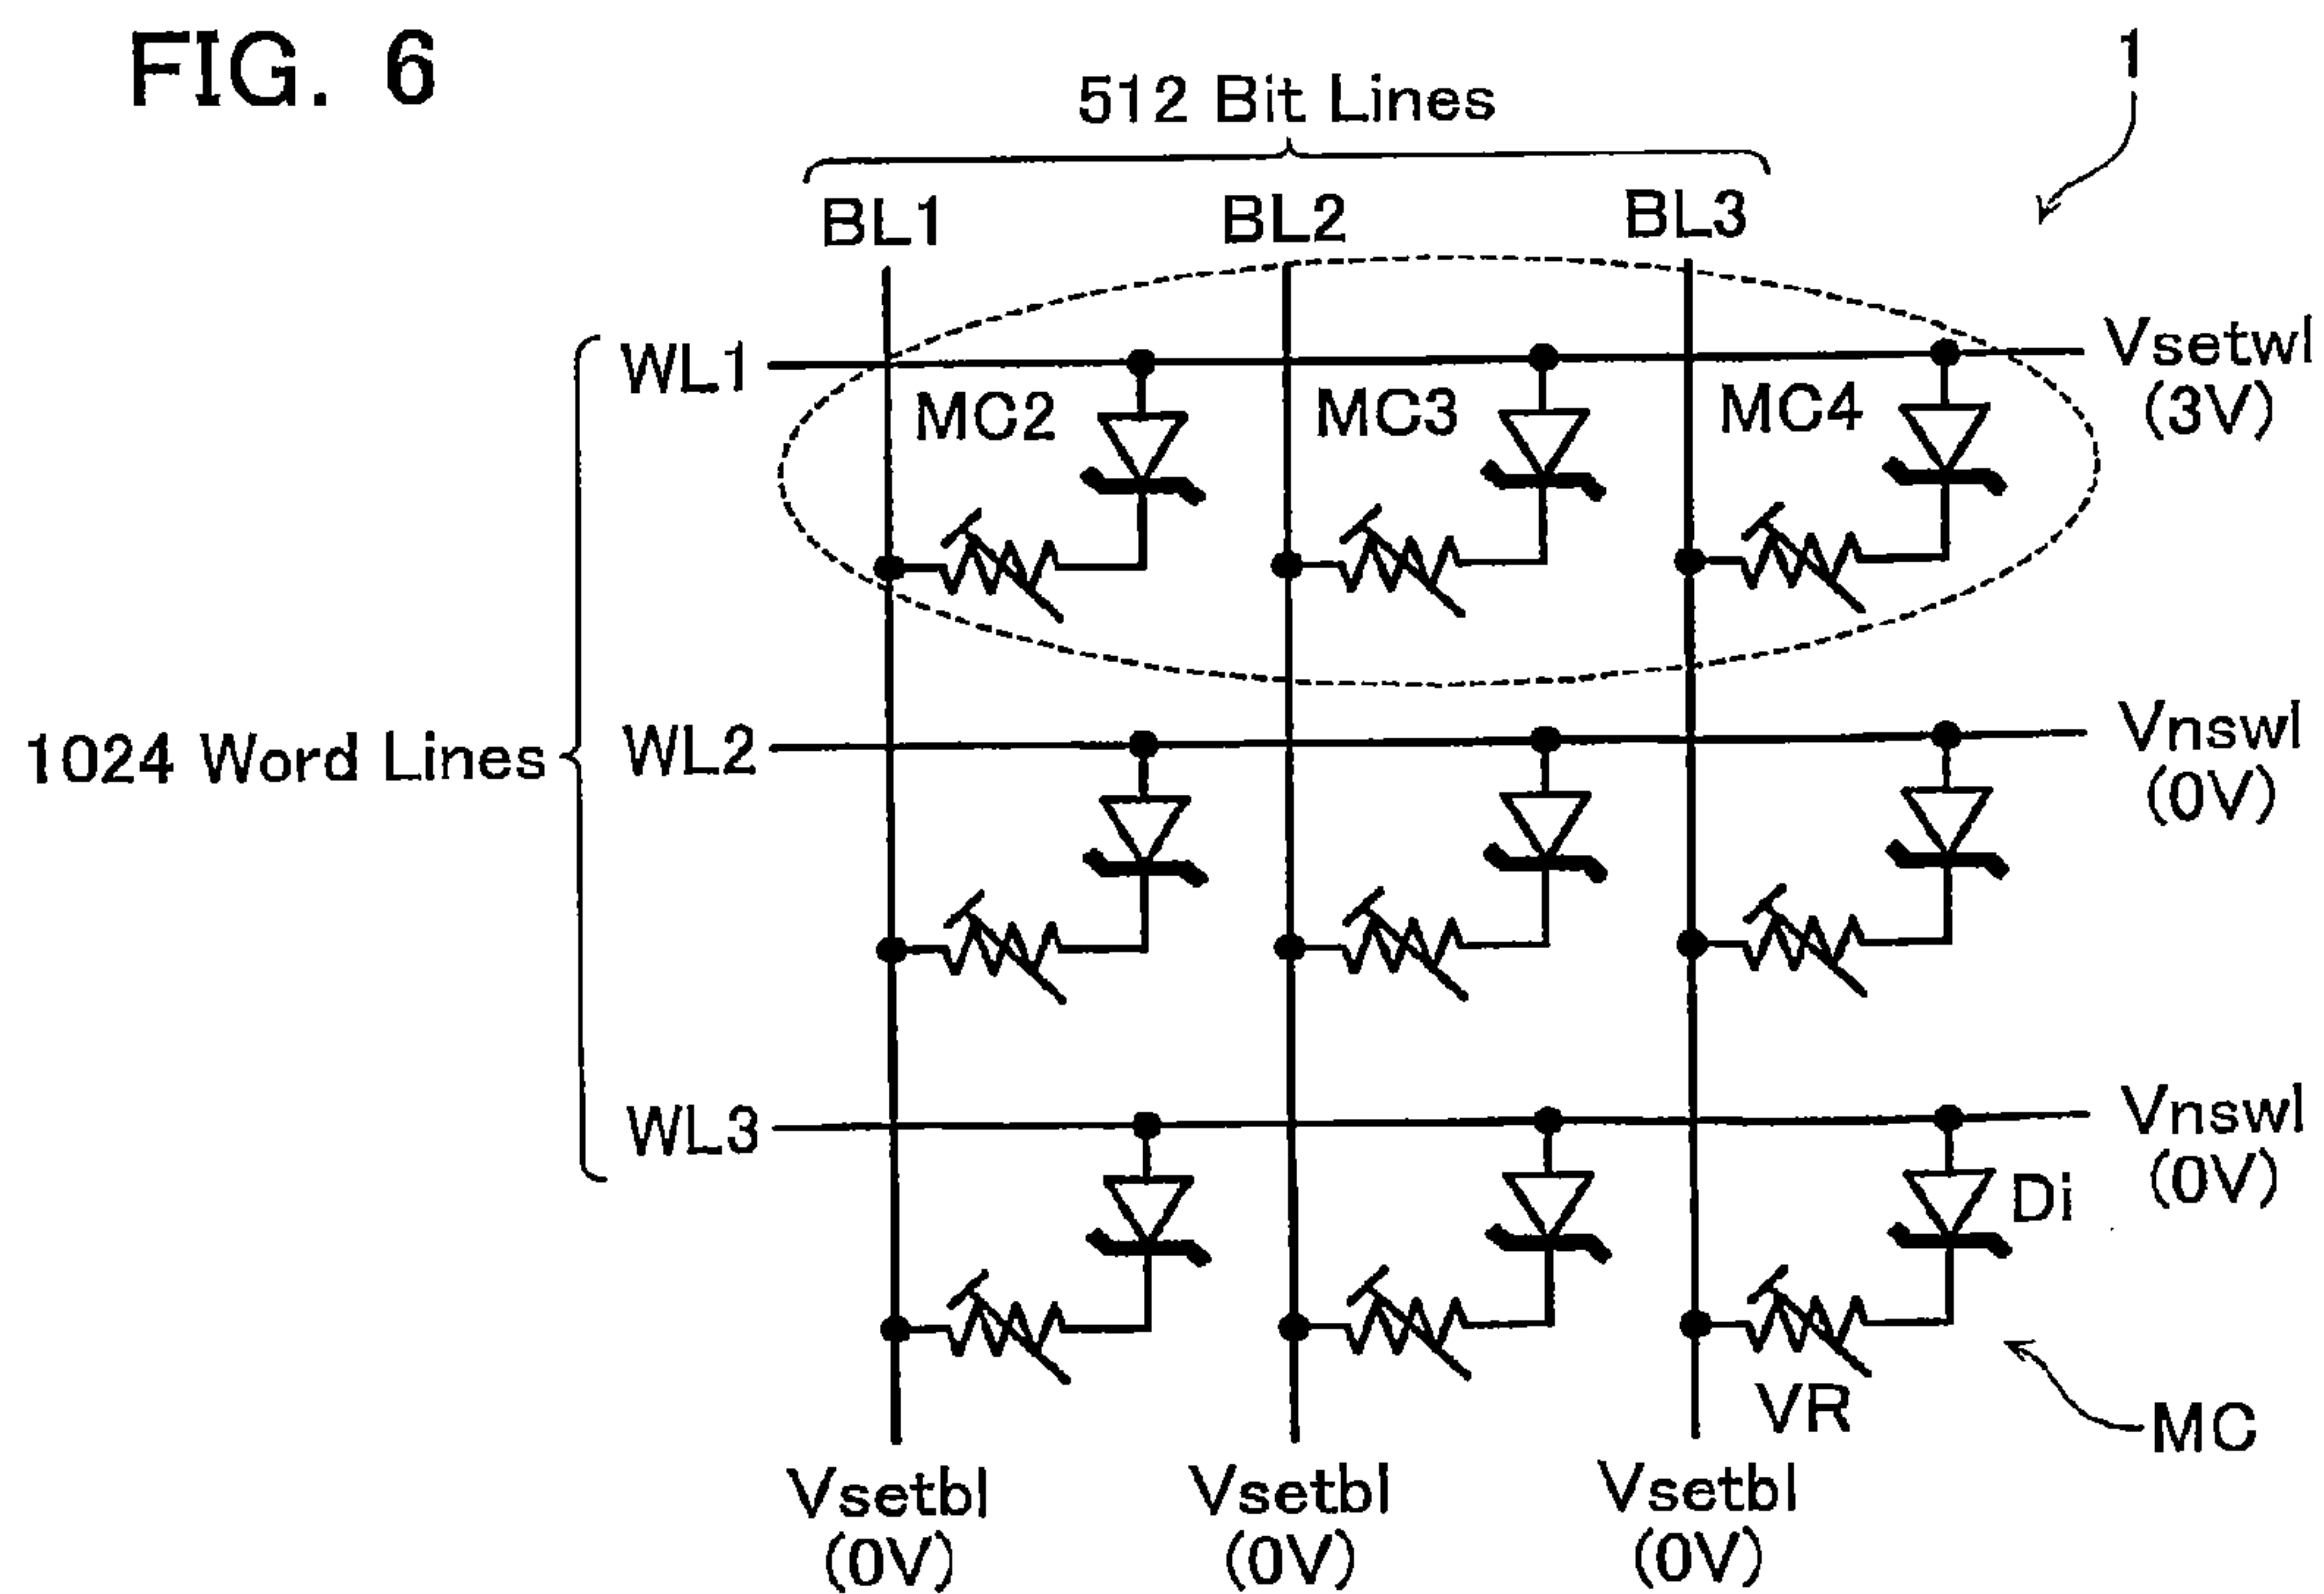 FIG. 6
1
512 Bit Lines
BL1 BL2 BL3
WL1 Vsetwl
(3V)
MC2 MC3 MC4
1024 Word Lines
WL2 Vnswl
(0V)
WL3 Vnswl
(0V)
Di
VR
MC
Vsetbl Vsetbl Vsetbl
(0V) (0V) (0V)